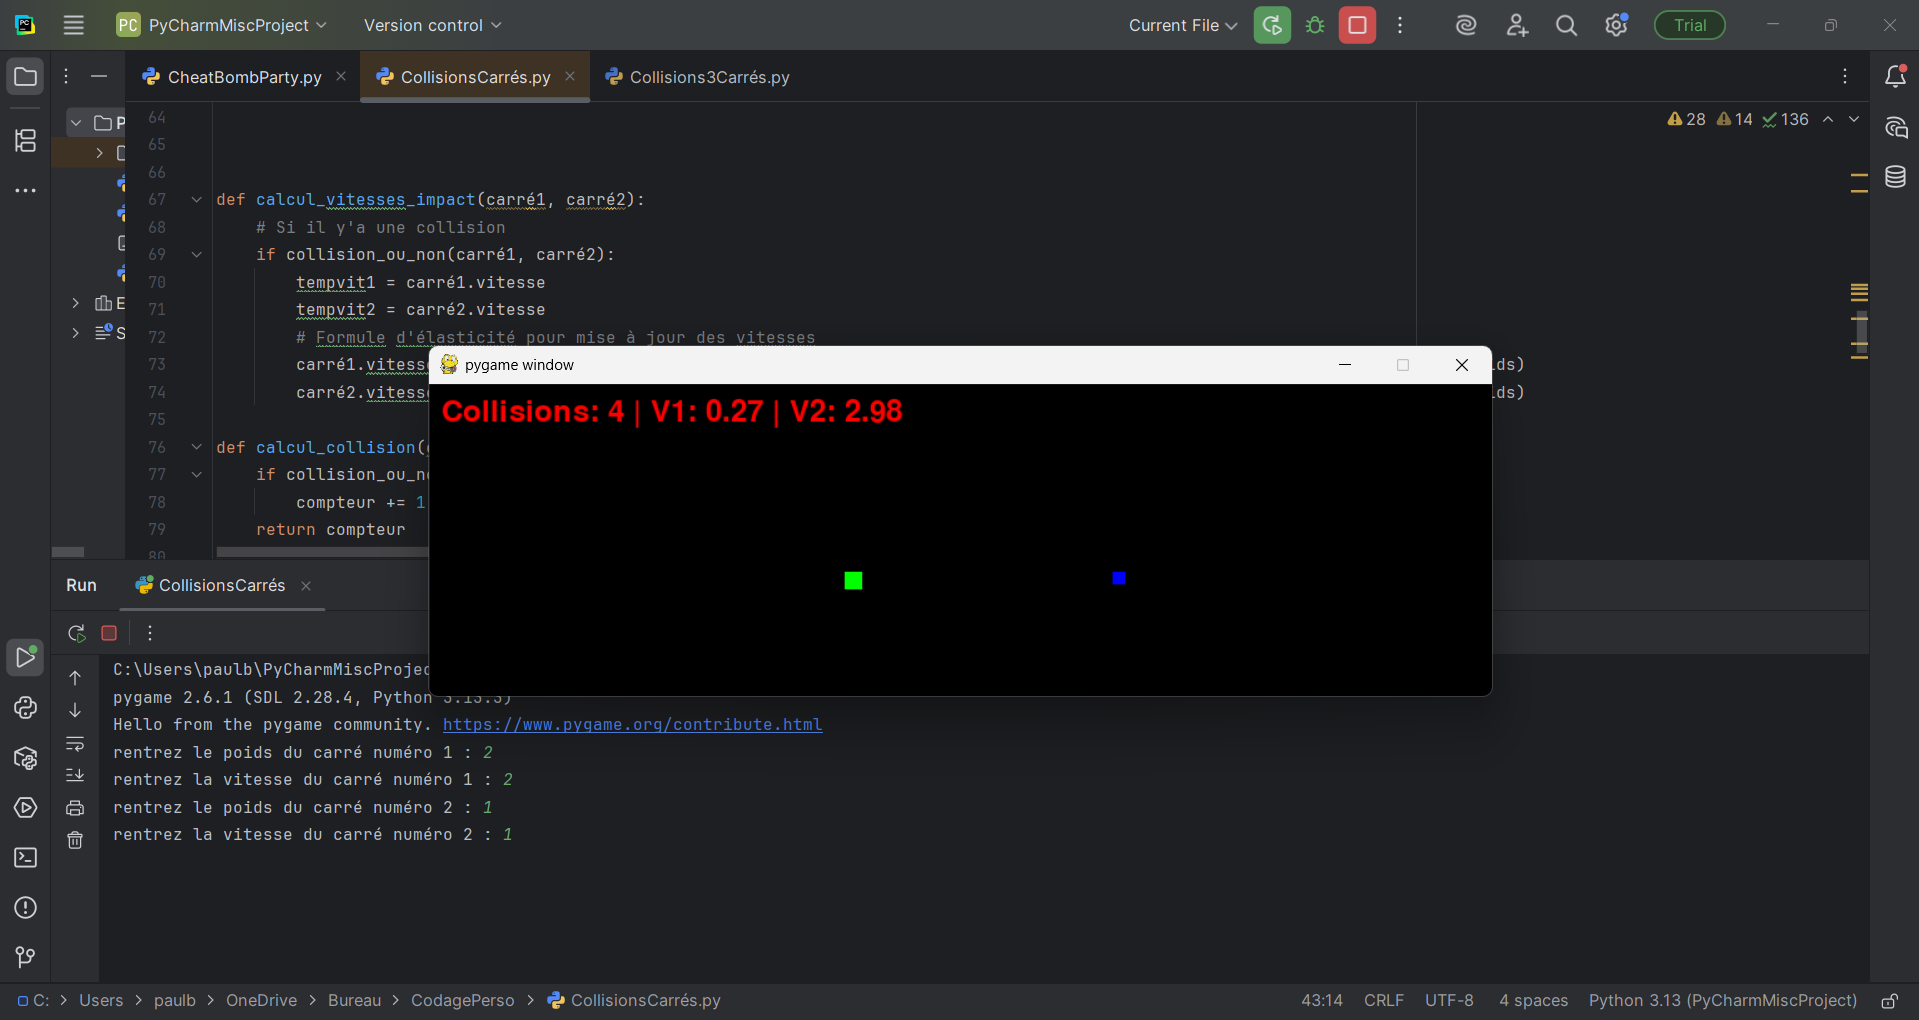 PC PyCharmMiscProject Version control Current File Trial
CheatBombParty.py CollisionsCarrés.py Collisions3Carrés.py
28 14 136
64
65
66
67 def calcul_vitesses_impact(carré1, carré2):
68 # Si il y'a une collision
69 if collision_ou_non(carré1, carré2):
70 tempvit1 = carré1.vitesse
71 tempvit2 = carré2.vitesse
72 # Formule d'élasticité pour mise à jour des vitesses
73 carré1.vitess ds)
74 carré2.vitess ds)
75
76 def calcul_collision(
77 if collision_ou_n
78 compteur += 1
79 return compteur
80
P
E
S
pygame window
Collisions: 4 | V1: 0.27 | V2: 2.98
Run CollisionsCarrés
C:\Users\paulb\PyCharmMiscProjec
pygame 2.6.1 (SDL 2.28.4, Python 3.13.3)
Hello from the pygame community. https://www.pygame.org/contribute.html
rentrez le poids du carré numéro 1 : 2
rentrez la vitesse du carré numéro 1 : 2
rentrez le poids du carré numéro 2 : 1
rentrez la vitesse du carré numéro 2 : 1
C: > Users > paulb > OneDrive > Bureau > CodagePerso > CollisionsCarrés.py 43:14 CRLF UTF-8 4 spaces Python 3.13 (PyCharmMiscProject)